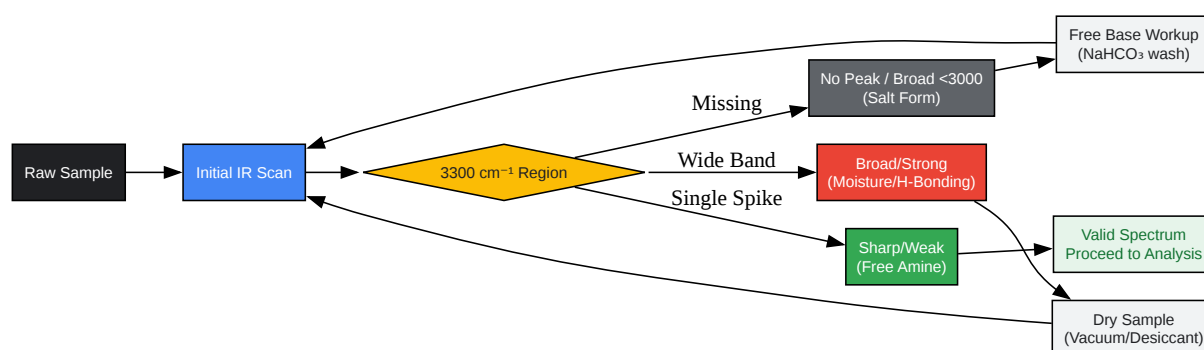 Free Base Workup
(NaHCO₃ wash)
No Peak / Broad <3000
(Salt Form)
Missing
Raw Sample
Initial IR Scan
3300 cm⁻¹ Region
Wide Band
Broad/Strong
(Moisture/H-Bonding)
Single Spike
Sharp/Weak
(Free Amine)
Valid Spectrum
Proceed to Analysis
Dry Sample
(Vacuum/Desiccant)